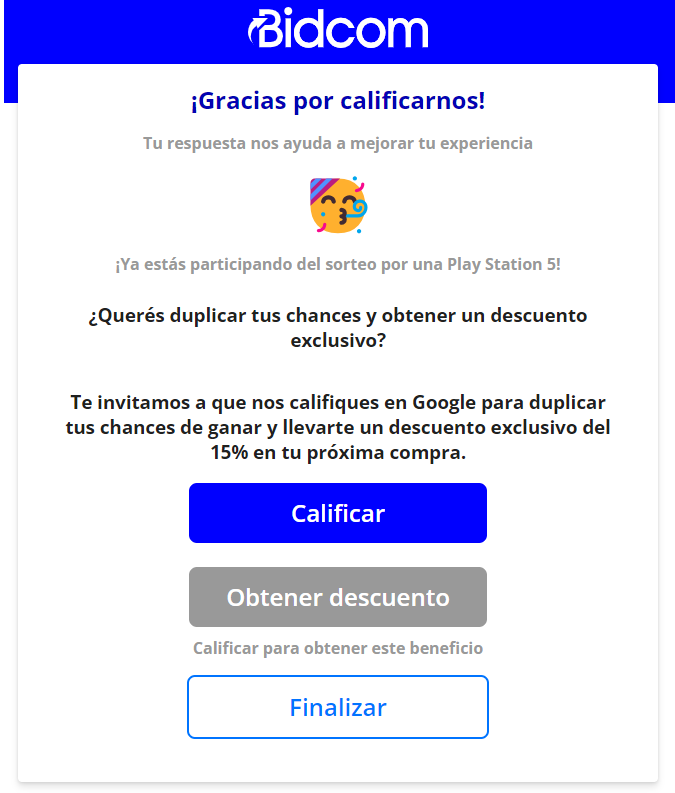 Bidcom
¡Gracias por calificarnos!
Tu respuesta nos ayuda a mejorar tu experiencia
¡Ya estás participando del sorteo por una Play Station 5!
¿Querés duplicar tus chances y obtener un descuento
exclusivo?
Te invitamos a que nos califiques en Google para duplicar
tus chances de ganar y llevarte un descuento exclusivo del
15% en tu próxima compra.
Calificar
Obtener descuento
Calificar para obtener este beneficio
Finalizar